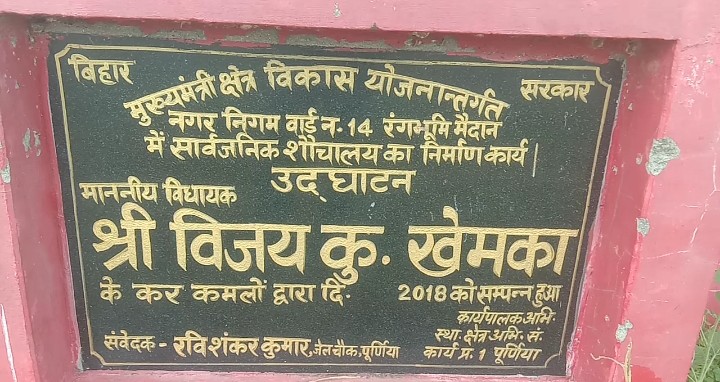 बिहार सरकार
मुख्यमंत्री क्षेत्र विकास योजनान्तर्गत
नगर निगम वार्ड न. 14 रंगभूमि मैदान
में सार्वजनिक शौचालय का निर्माण कार्य |
उद्घाटन
माननीय विधायक
श्री विजय कु. खेमका
के कर कमलों द्वारा दि. 2018 को सम्पन्न हुआ
कार्यपालक अभि.
स्था. क्षेत्र अभि. सं.
संवेदक - रवि शंकर कुमार, जेल चौक, पूर्णिया कार्य प्र. 1 पूर्णिया